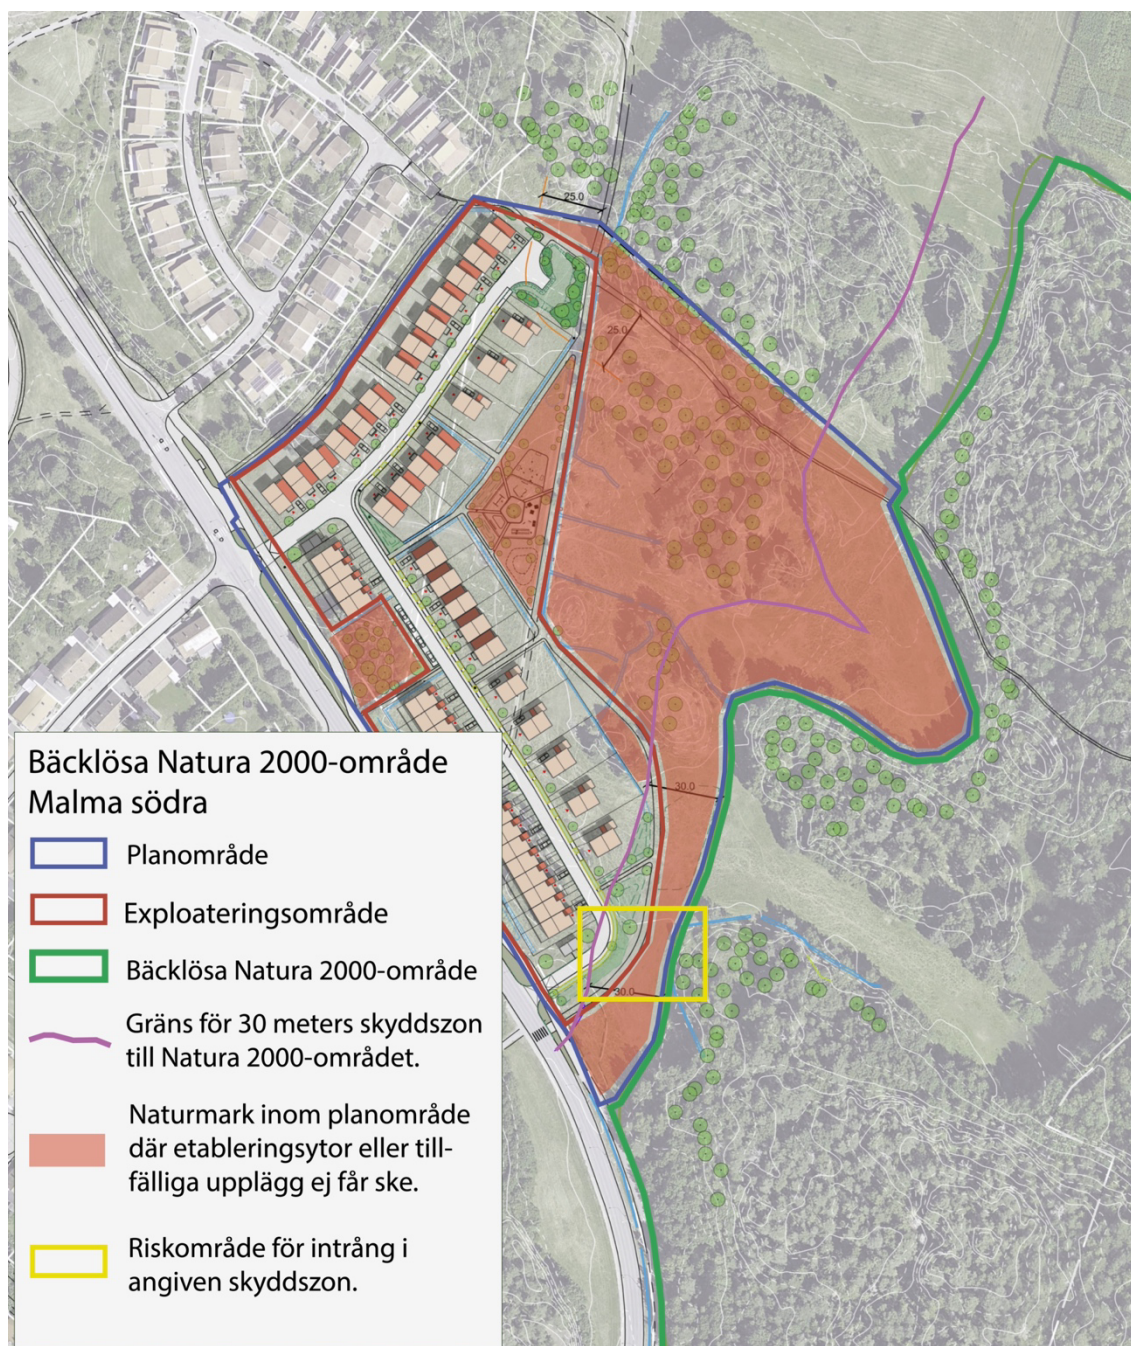 25.0
25.0
30.0
30.0
Bäcklösa Natura 2000-område
Malma södra
Planområde
Exploateringsområde
Bäcklösa Natura 2000-område
Gräns för 30 meters skyddszon
till Natura 2000-området.
Naturmark inom planområde
där etableringsytor eller till-
fälliga upplägg ej får ske.
Riskområde för intrång i
angiven skyddszon.